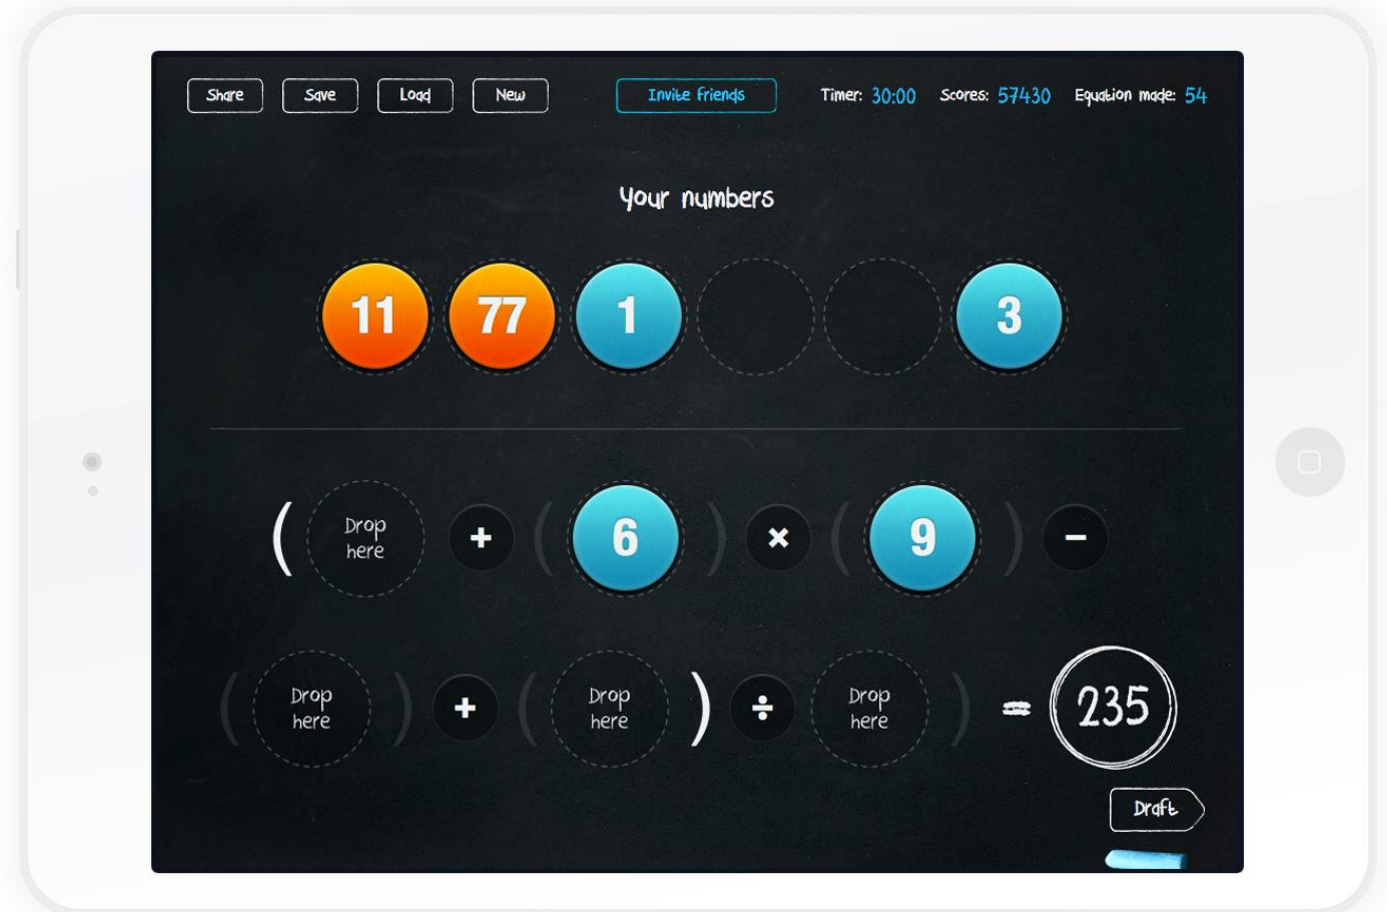 Share Save Load New Invite friends Timer: 30:00 Scores: 57430 Equation made: 54
Your numbers
11 77 1 3
( Drop here + ( 6 ) × ( 9 ) −
( Drop here ) + ( Drop here ) ÷ Drop here ) = 235
Draft